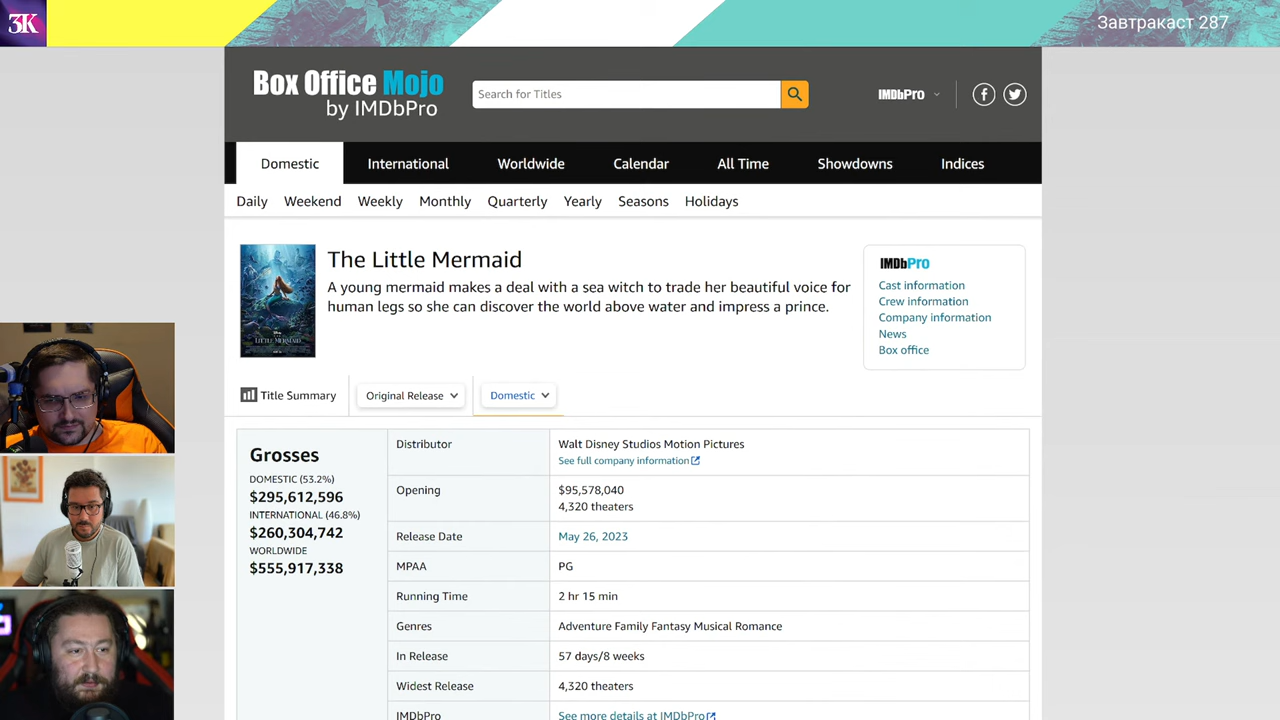 3K
Завтракаст 287
Box Office Mojo
by IMDbPro
Search for Titles
IMDbPro
Domestic International Worldwide Calendar All Time Showdowns Indices
Daily Weekend Weekly Monthly Quarterly Yearly Seasons Holidays
The Little Mermaid
A young mermaid makes a deal with a sea witch to trade her beautiful voice for
human legs so she can discover the world above water and impress a prince.
IMDbPro
Cast information
Crew information
Company information
News
Box office
Disney
THE
LITTLE MERMAID
Title Summary Original Release Domestic
Grosses
DOMESTIC (53.2%)
$295,612,596
INTERNATIONAL (46.8%)
$260,304,742
WORLDWIDE
$555,917,338
Distributor Walt Disney Studios Motion Pictures
See full company information
Opening $95,578,040
4,320 theaters
Release Date May 26, 2023
MPAA PG
Running Time 2 hr 15 min
Genres Adventure Family Fantasy Musical Romance
In Release 57 days/8 weeks
Widest Release 4,320 theaters
IMDbPro See more details at IMDbPro